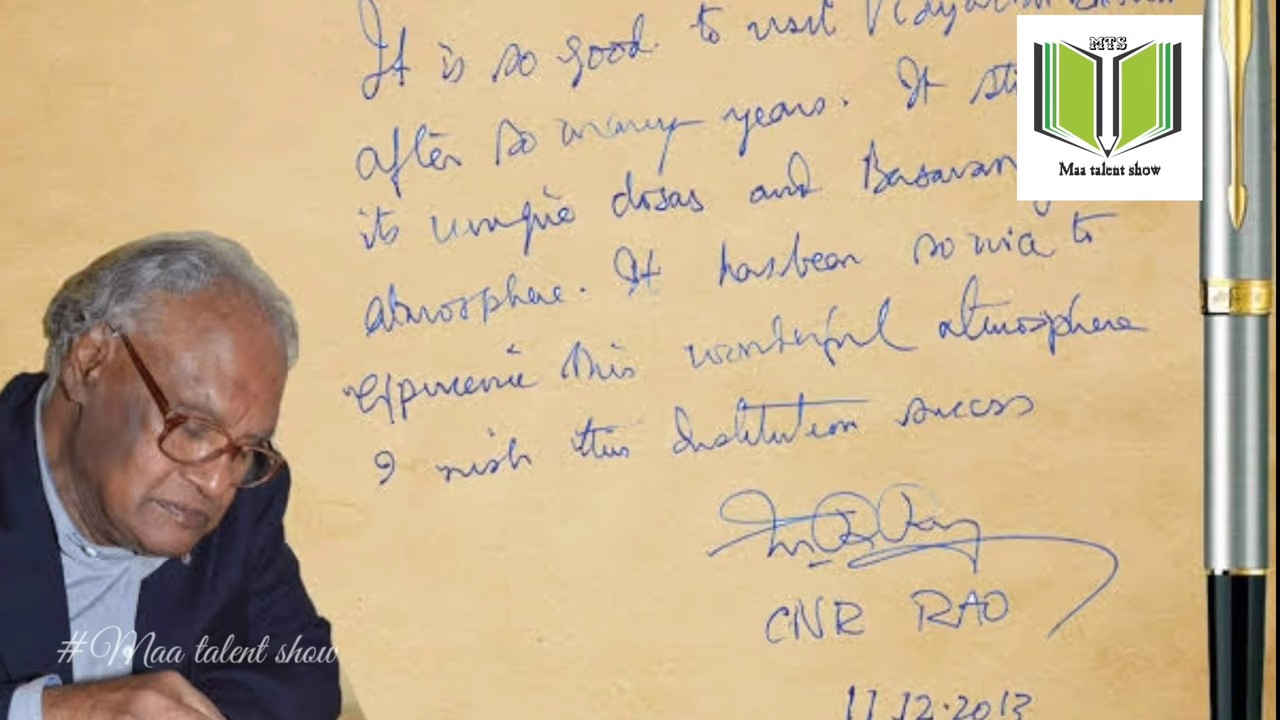 It is so good to visit
after so many years. It
its unique dosas and
atmosphere. It has been so nice to
experience this wonderful atmosphere
I wish this Institution success
CNR RAO
11.12.2013
MTS
Maa talent show
#Maa talent show